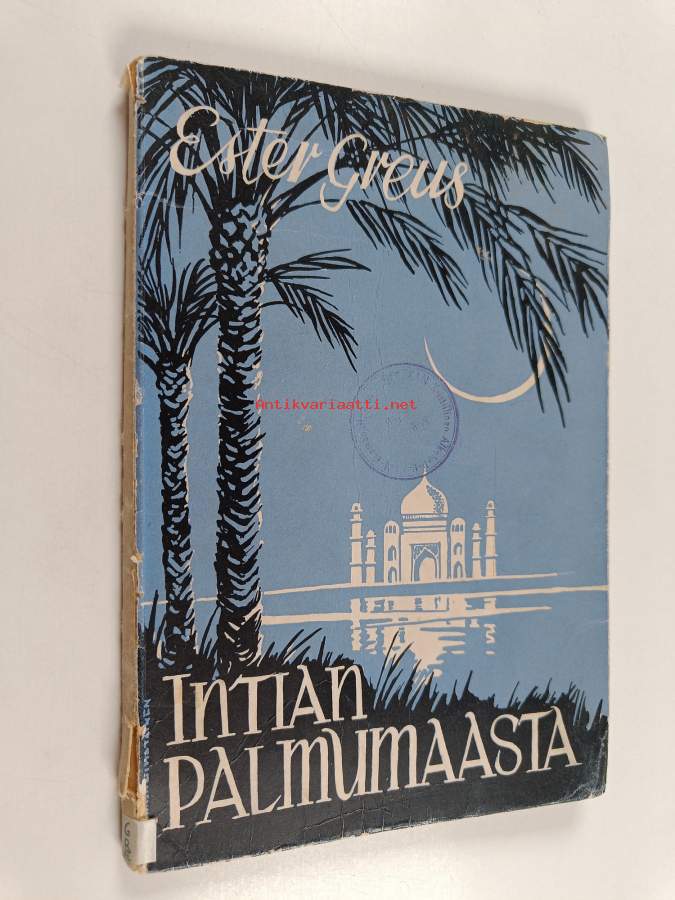 Ester Greus
Antikvariaatti.net
INTIAN
PALMUMAASTA